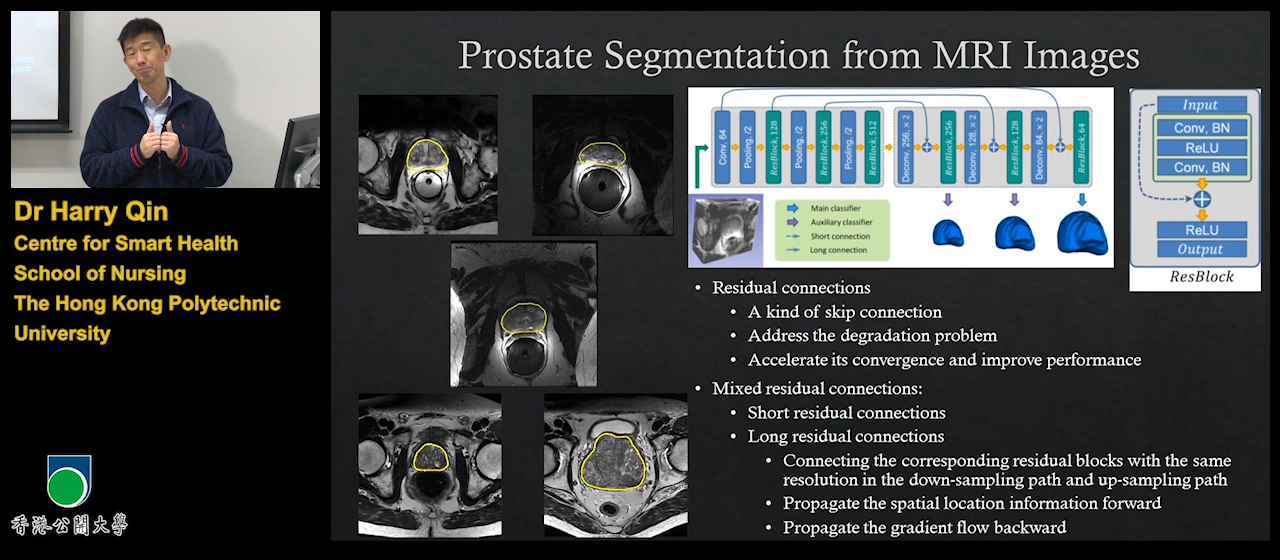 Dr Harry Qin
Centre for Smart Health
School of Nursing
The Hong Kong Polytechnic
University
香港公開大學
Prostate Segmentation from MRI Images
Conv, 64
Pooling, /2
ResBlock, 128
Pooling, /2
ResBlock, 256
Pooling, /2
ResBlock, 512
Deconv, 256, × 2
ResBlock, 256
Deconv, 128, × 2
ResBlock, 128
Deconv, 64, × 2
ResBlock, 64
Main classifier
Auxiliary classifier
Short connection
Long connection
Input
Conv, BN
ReLU
Conv, BN
ReLU
Output
ResBlock
• Residual connections
• A kind of skip connection
• Address the degradation problem
• Accelerate its convergence and improve performance
• Mixed residual connections:
• Short residual connections
• Long residual connections
• Connecting the corresponding residual blocks with the same
resolution in the down-sampling path and up-sampling path
• Propagate the spatial location information forward
• Propagate the gradient flow backward